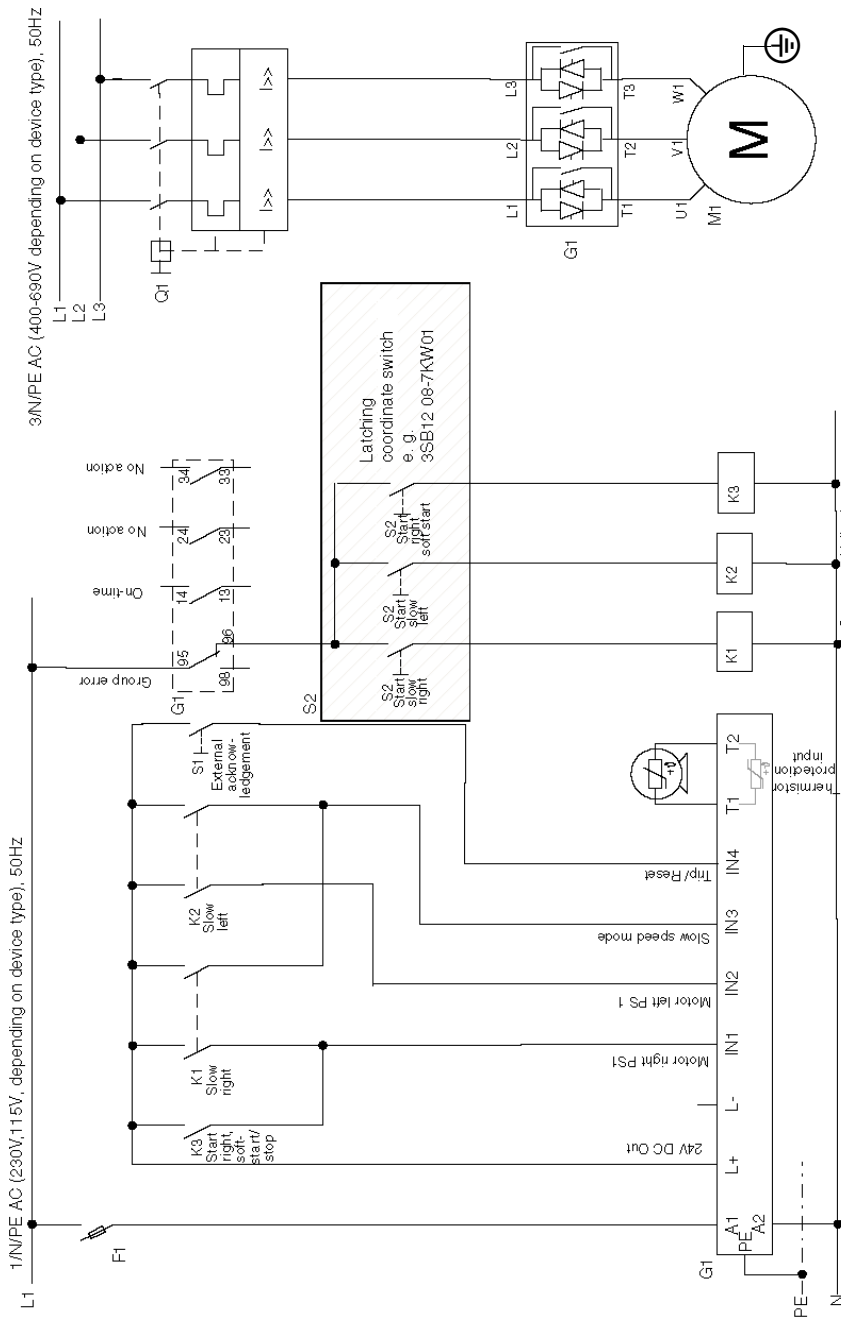 1/N/PE AC (230V,115V, depending on device type), 50Hz
L1
F1
K3
Start
right,
soft-
start/
stop
K1
Slow
right
K2
Slow
left
S1
External
acknow-
ledgement
24V DC Out
Motor right PS1
Motor left PS 1
Slow speed mode
Trip/ Reset
G1
PE
A1
A2
L+
L-
IN1
IN2
IN3
IN4
T1
T2
+ϑ
+ϑ
hermistor
protection
input
PE
N
G1
Group error
95
96
98
On-time
14
13
No action
24
23
No action
34
33
S2
S2
Start
slow
right
S2
Start
slow
left
S2
Start
right
soft start
Latching
coordinate switch
e. g.
3SB12 08-7KW01
K1
K2
K3
3/N/PE AC (400-690V depending on device type), 50Hz
L1
L2
L3
Q1
I>>
I>>
I>>
G1
L1
L2
L3
T1
T2
T3
U1
V1
W1
M1
M